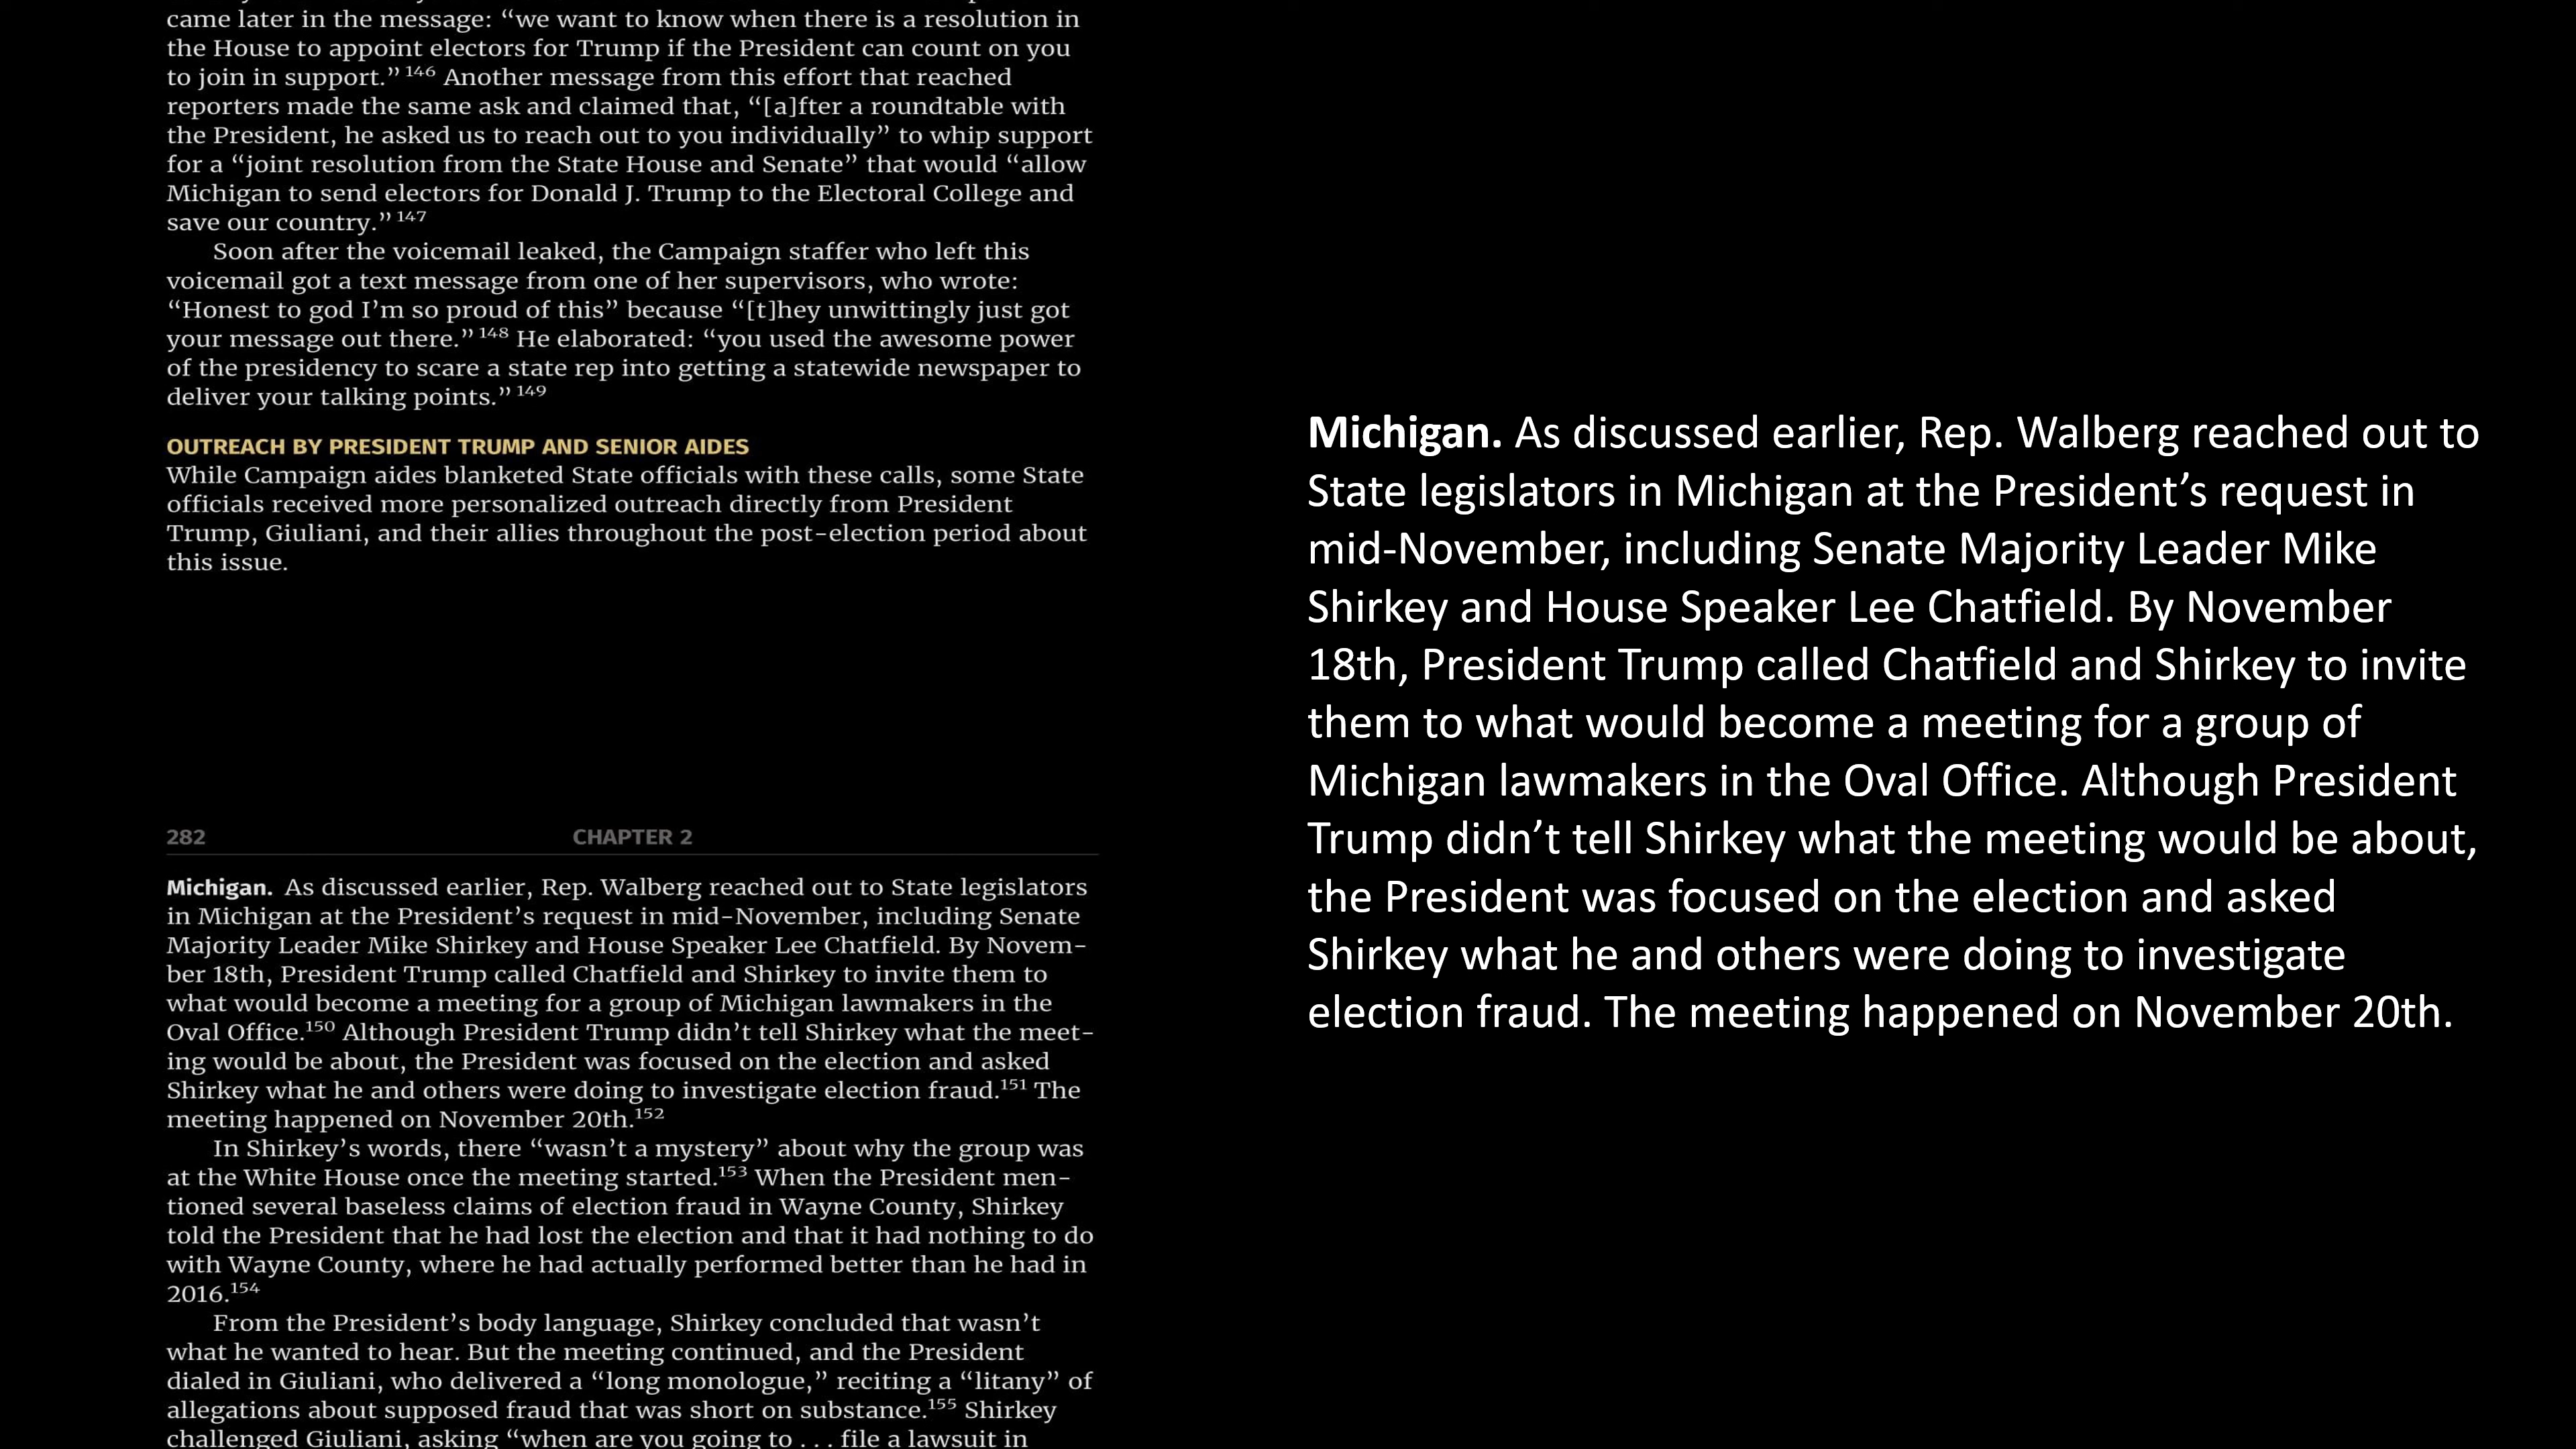 came later in the message: “we want to know when there is a resolution in
the House to appoint electors for Trump if the President can count on you
to join in support.”146 Another message from this effort that reached
reporters made the same ask and claimed that, “[a]fter a roundtable with
the President, he asked us to reach out to you individually” to whip support
for a “joint resolution from the State House and Senate” that would “allow
Michigan to send electors for Donald J. Trump to the Electoral College and
save our country.”147
Soon after the voicemail leaked, the Campaign staffer who left this
voicemail got a text message from one of her supervisors, who wrote:
“Honest to god I’m so proud of this” because “[t]hey unwittingly just got
your message out there.”148 He elaborated: “you used the awesome power
of the presidency to scare a state rep into getting a statewide newspaper to
deliver your talking points.”149
OUTREACH BY PRESIDENT TRUMP AND SENIOR AIDES
While Campaign aides blanketed State officials with these calls, some State
officials received more personalized outreach directly from President
Trump, Giuliani, and their allies throughout the post-election period about
this issue.
282 CHAPTER 2
Michigan. As discussed earlier, Rep. Walberg reached out to State legislators
in Michigan at the President’s request in mid-November, including Senate
Majority Leader Mike Shirkey and House Speaker Lee Chatfield. By Novem-
ber 18th, President Trump called Chatfield and Shirkey to invite them to
what would become a meeting for a group of Michigan lawmakers in the
Oval Office.150 Although President Trump didn’t tell Shirkey what the meet-
ing would be about, the President was focused on the election and asked
Shirkey what he and others were doing to investigate election fraud.151 The
meeting happened on November 20th.152
In Shirkey’s words, there “wasn’t a mystery” about why the group was
at the White House once the meeting started.153 When the President men-
tioned several baseless claims of election fraud in Wayne County, Shirkey
told the President that he had lost the election and that it had nothing to do
with Wayne County, where he had actually performed better than he had in
2016.154
From the President’s body language, Shirkey concluded that wasn’t
what he wanted to hear. But the meeting continued, and the President
dialed in Giuliani, who delivered a “long monologue,” reciting a “litany” of
allegations about supposed fraud that was short on substance.155 Shirkey
challenged Giuliani, asking “when are you going to . . . file a lawsuit in
Michigan. As discussed earlier, Rep. Walberg reached out to
State legislators in Michigan at the President’s request in
mid-November, including Senate Majority Leader Mike
Shirkey and House Speaker Lee Chatfield. By November
18th, President Trump called Chatfield and Shirkey to invite
them to what would become a meeting for a group of
Michigan lawmakers in the Oval Office. Although President
Trump didn’t tell Shirkey what the meeting would be about,
the President was focused on the election and asked
Shirkey what he and others were doing to investigate
election fraud. The meeting happened on November 20th.